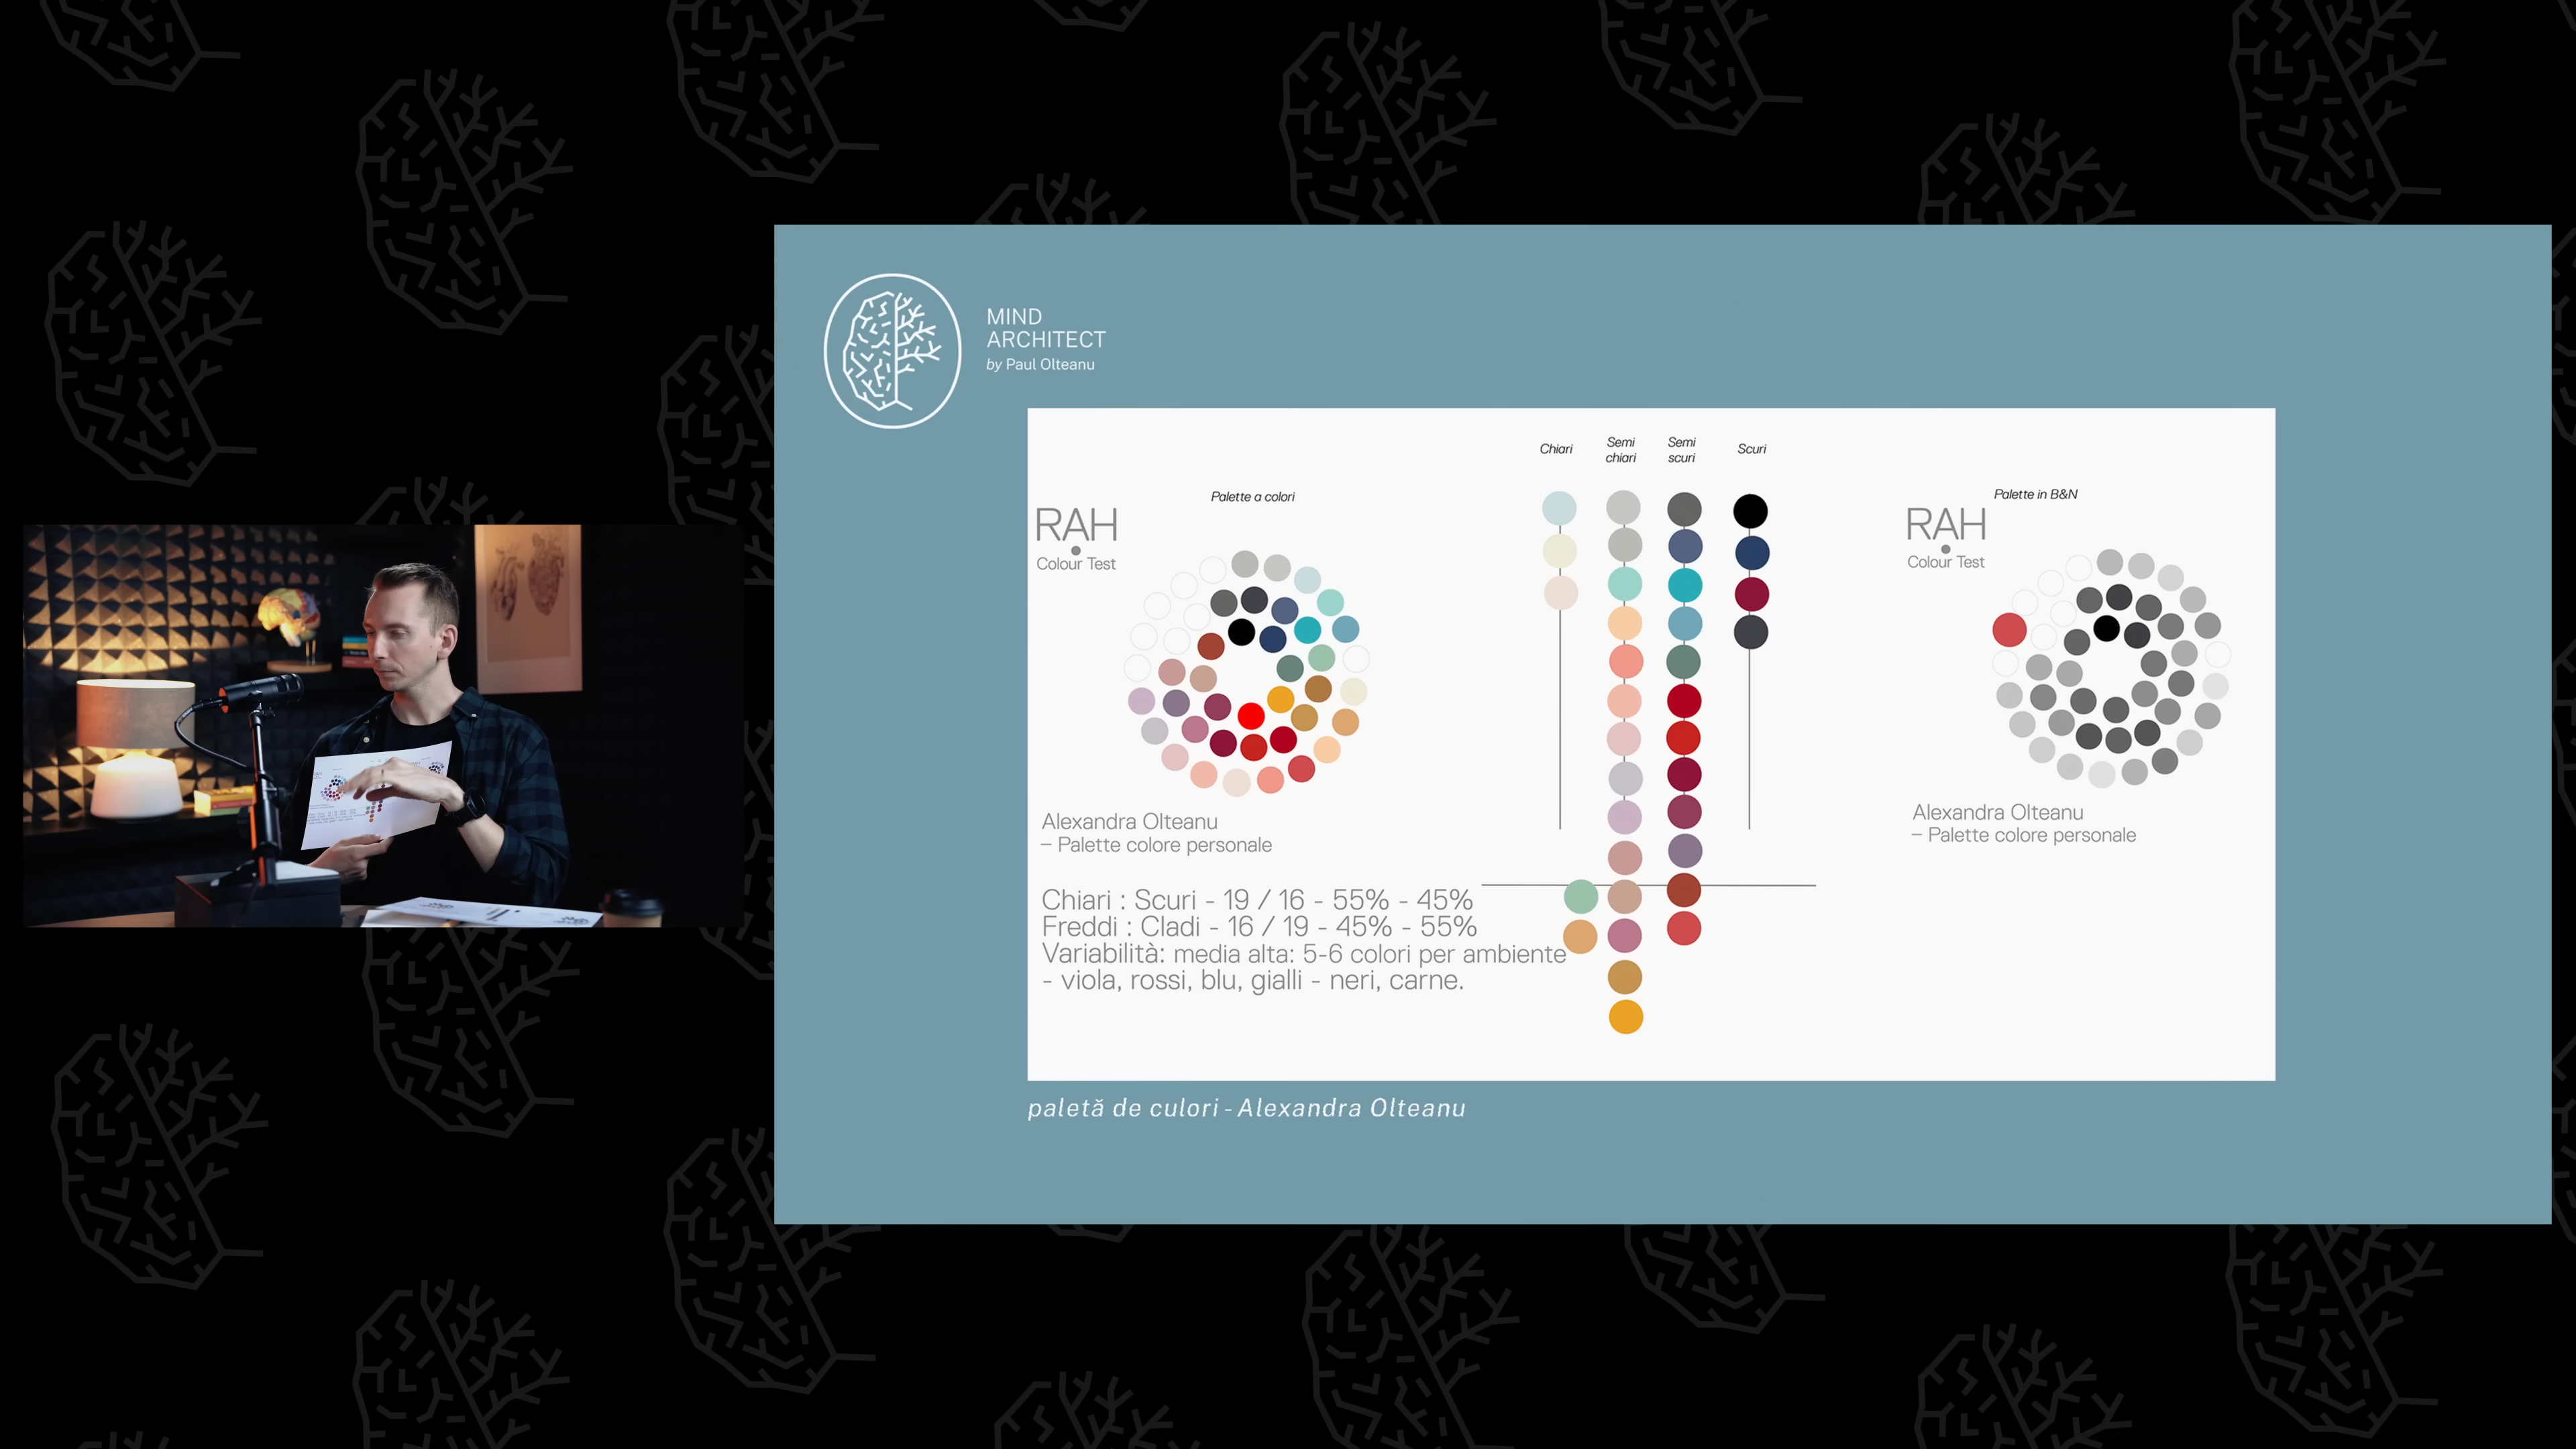 MIND
ARCHITECT
by Paul Olteanu
Chiari
Semi
chiari
Semi
scuri
Scuri
Palette a colori
RAH
Colour Test
Alexandra Olteanu
– Palette colore personale
Chiari : Scuri - 19 / 16 - 55% - 45%
Freddi : Cladi - 16 / 19 - 45% - 55%
Variabilità: media alta: 5-6 colori per ambiente
- viola, rossi, blu, gialli - neri, carne.
Palette in B&N
RAH
Colour Test
Alexandra Olteanu
– Palette colore personale
paletă de culori - Alexandra Olteanu